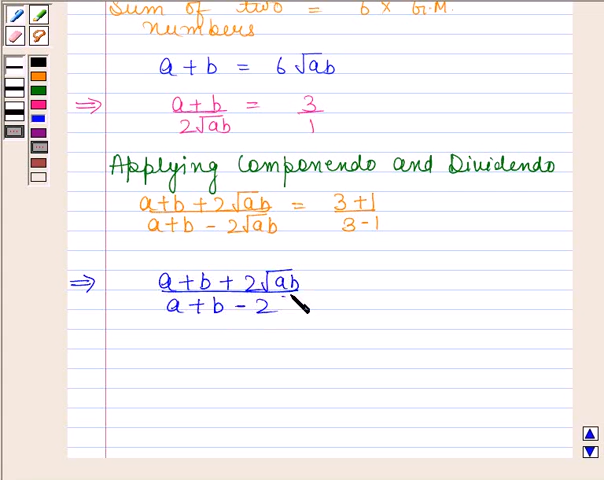 Sum of two = 6 x G.M.
numbers
a + b = 6 √ab
⇒ a + b / 2√ab = 3 / 1
Applying Componendo and Dividendo
a+b + 2√ab / a+b - 2√ab = 3+1 / 3-1
⇒ a + b + 2√ab / a + b - 2